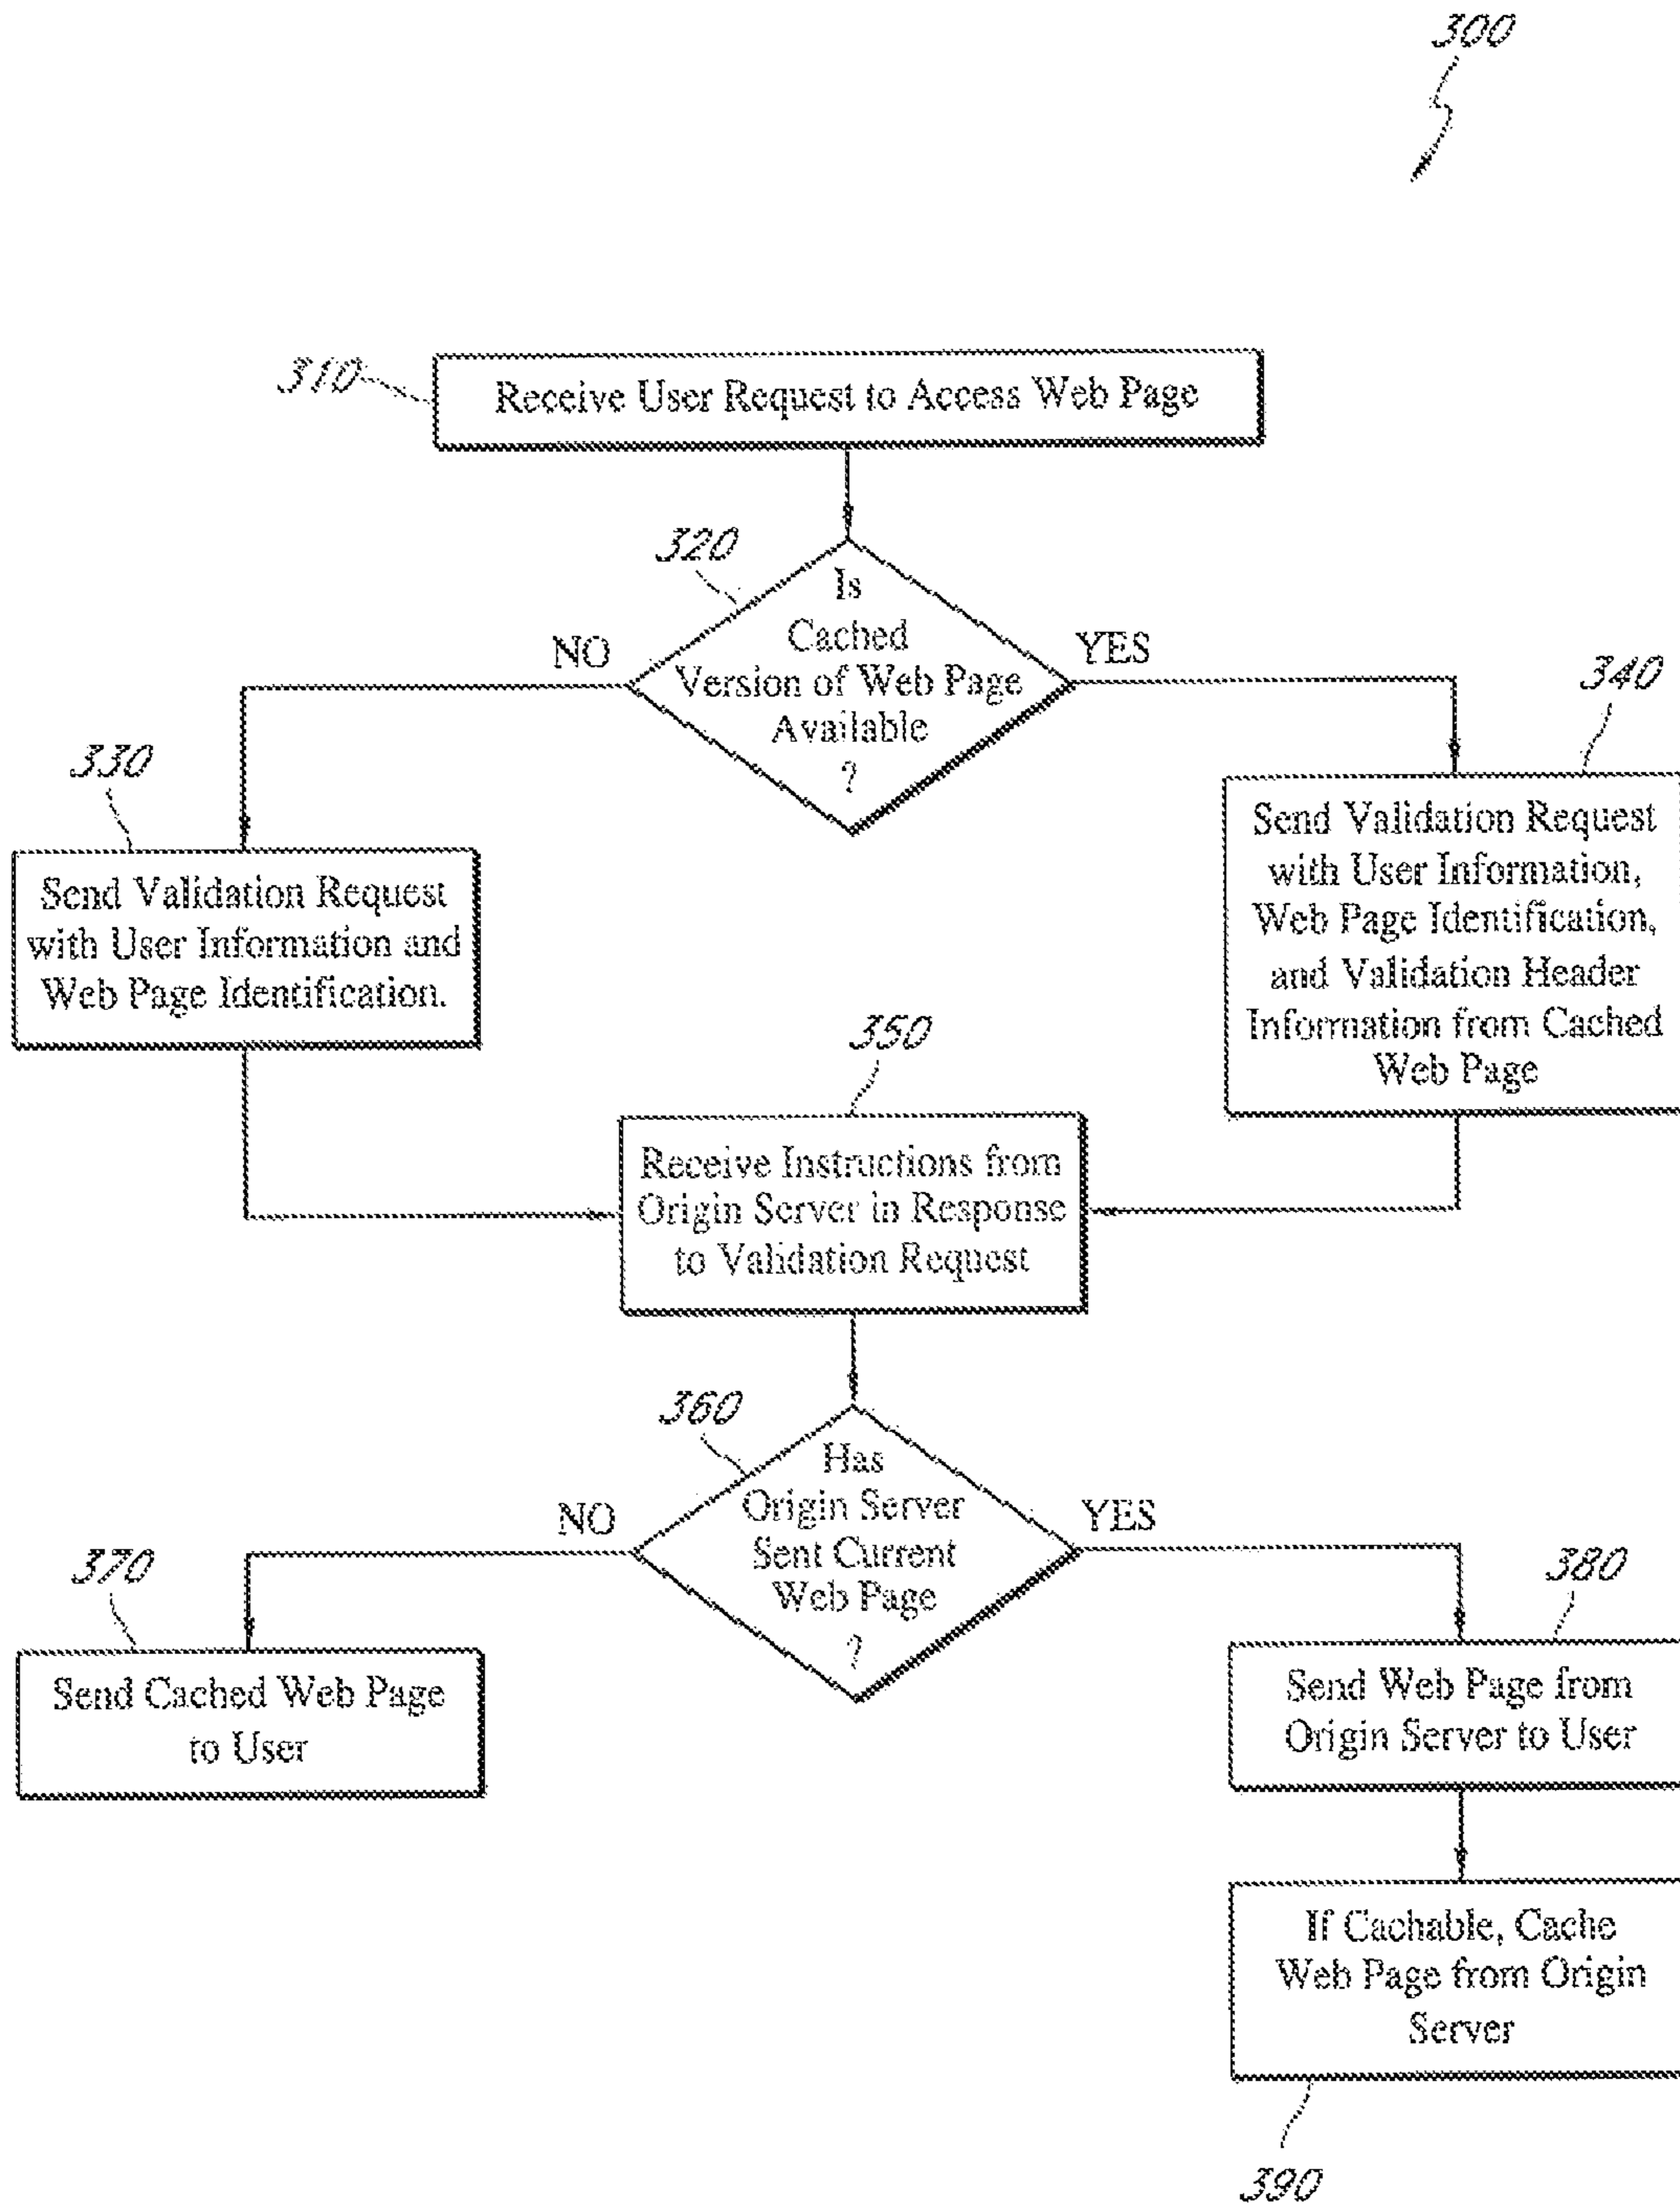 300
310
Receive User Request to Access Web Page
320
Is
Cached
Version of Web Page
Available
?
NO
YES
330
Send Validation Request
with User Information and
Web Page Identification.
340
Send Validation Request
with User Information,
Web Page Identification,
and Validation Header
Information from Cached
Web Page
350
Receive Instructions from
Origin Server in Response
to Validation Request
360
Has
Origin Server
Sent Current
Web Page
?
NO
YES
370
Send Cached Web Page
to User
380
Send Web Page from
Origin Server to User
If Cachable, Cache
Web Page from Origin
Server
390